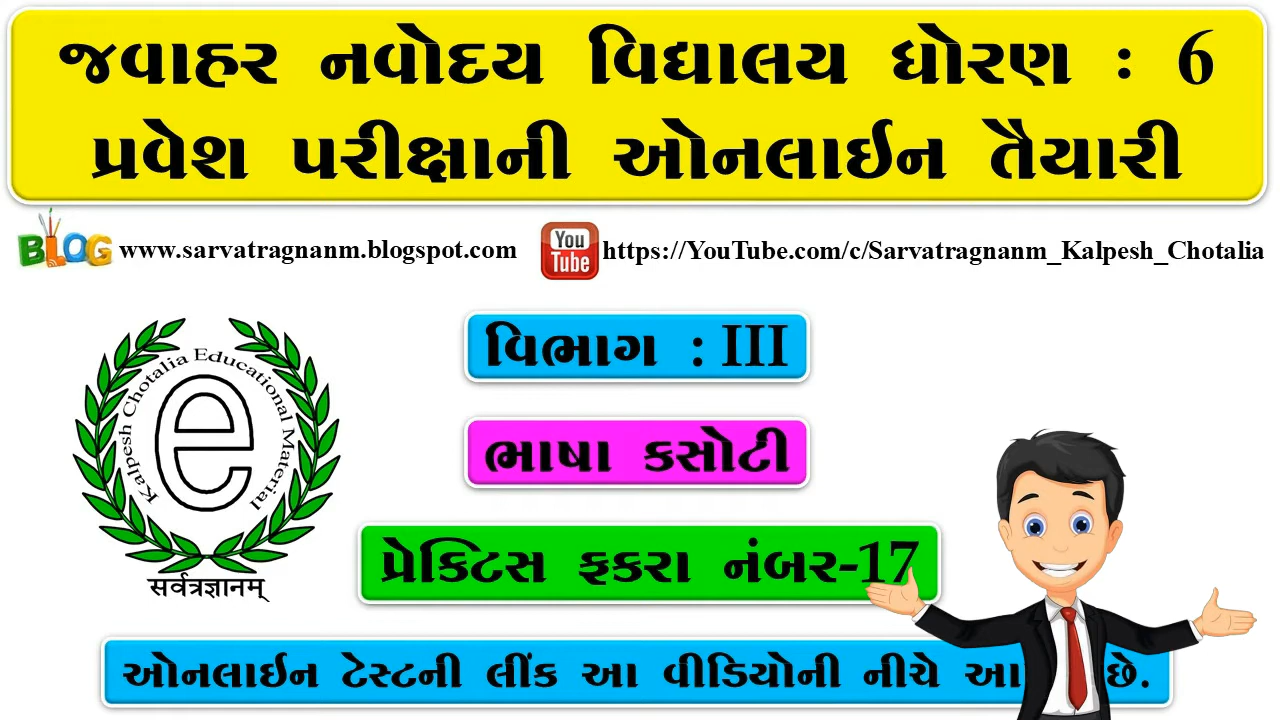 જવાહર નવોદય વિદ્યાલય ધોરણ : 6
પ્રવેશ પરીક્ષાની ઓનલાઈન તૈયારી
BLOG www.sarvatragnanm.blogspot.com
You Tube https://YouTube.com/c/Sarvatragnanm_Kalpesh_Chotalia
Kalpesh Chotalia Educational Material
e
सर्वत्रज्ञानम्
વિભાગ : III
ભાષા કસોટી
પ્રેક્ટિસ ફકરા નંબર-17
ઓનલાઈન ટેસ્ટની લીંક આ વીડિયોની નીચે છે.